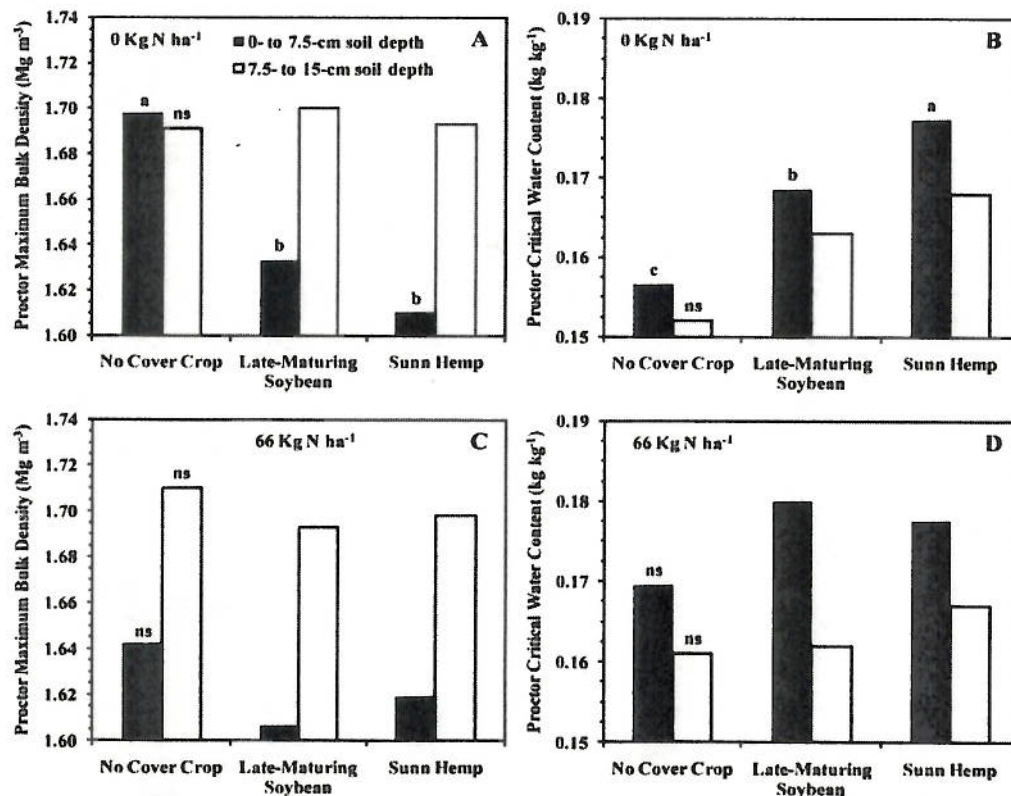 Proctor Maximum Bulk Density (Mg m⁻³)
1.74
1.72
1.70
1.68
1.66
1.64
1.62
1.60
0 Kg N ha⁻¹
0- to 7.5-cm soil depth
7.5- to 15-cm soil depth
A
a
ns
b
b
No Cover Crop
Late-Maturing
Soybean
Sunn Hemp
Proctor Critical Water Content (kg kg⁻¹)
0.19
0.18
0.17
0.16
0.15
0 Kg N ha⁻¹
B
c
ns
b
a
No Cover Crop
Late-Maturing
Soybean
Sunn Hemp
Proctor Maximum Bulk Density (Mg m⁻³)
1.74
1.72
1.70
1.68
1.66
1.64
1.62
1.60
66 Kg N ha⁻¹
C
ns
ns
No Cover Crop
Late-Maturing
Soybean
Sunn Hemp
Proctor Critical Water Content (kg kg⁻¹)
0.19
0.18
0.17
0.16
0.15
66 Kg N ha⁻¹
D
ns
ns
No Cover Crop
Late-Maturing
Soybean
Sunn Hemp